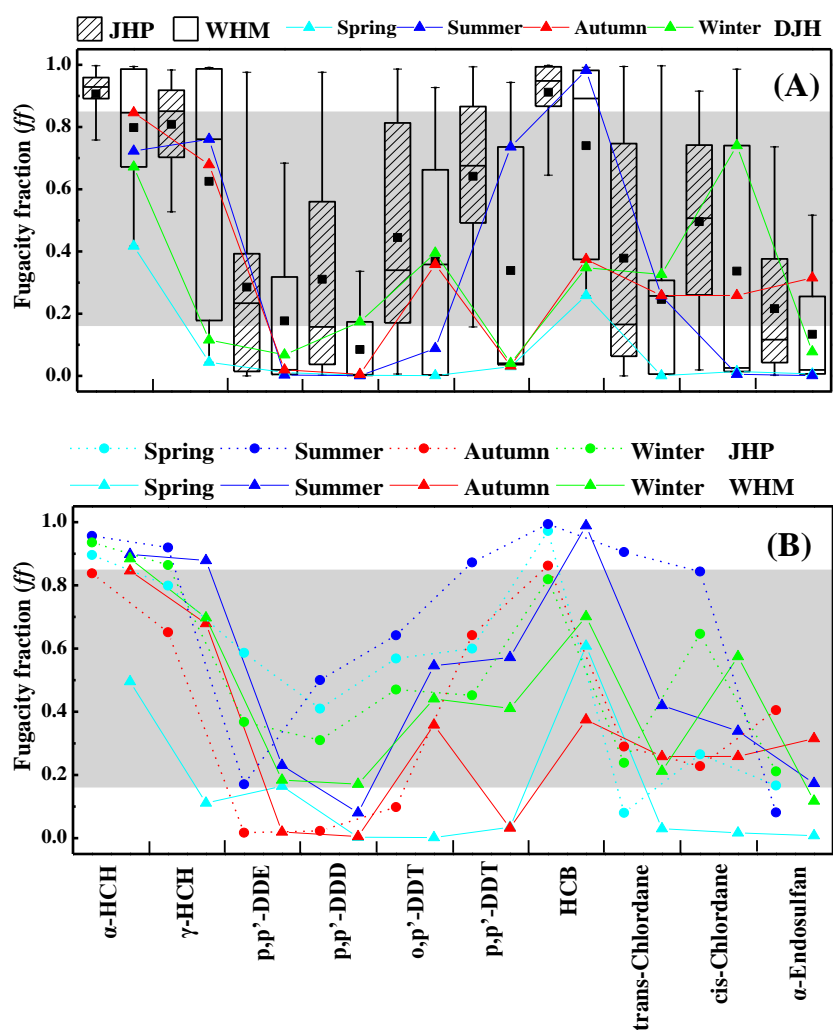 JHP WHM Spring Summer Autumn Winter DJH
(A)
Fugacity fraction (ff)
1.0
0.8
0.6
0.4
0.2
0.0
Spring Summer Autumn Winter JHP
Spring Summer Autumn Winter WHM
(B)
Fugacity fraction (ff)
1.0
0.8
0.6
0.4
0.2
0.0
α-HCH
γ-HCH
p,p'-DDE
p,p'-DDD
o,p'-DDT
p,p'-DDT
HCB
trans-Chlordane
cis-Chlordane
α-Endosulfan